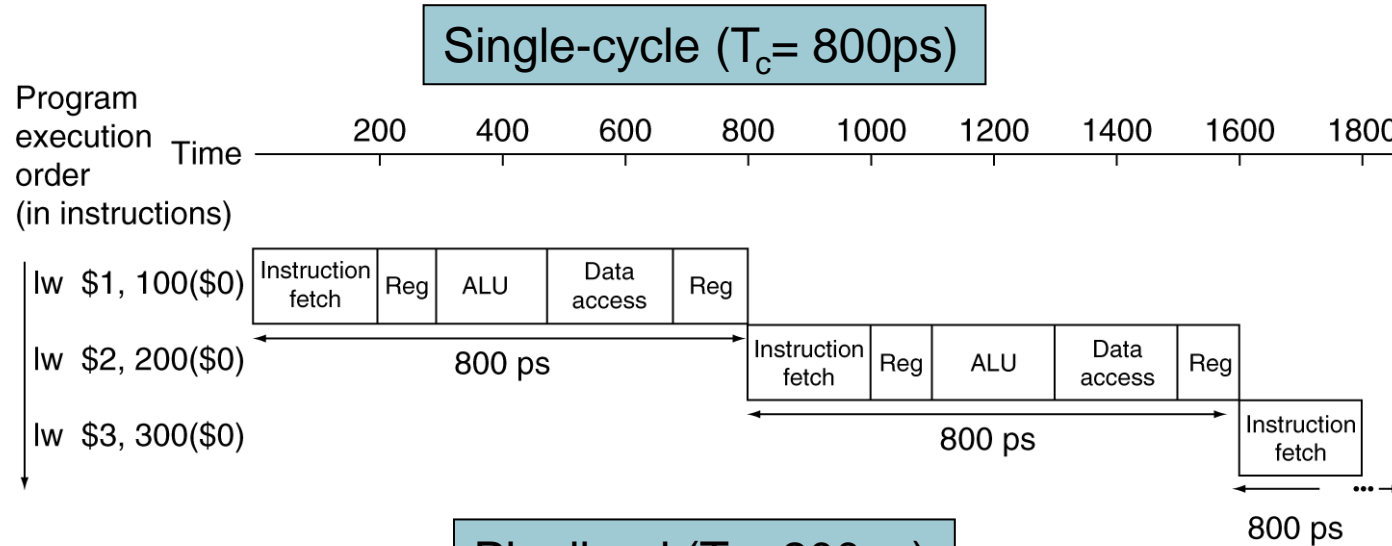 Single-cycle (Tc= 800ps)
Program
execution
order
(in instructions)
Time
200 400 600 800 1000 1200 1400 1600 1800
lw $1, 100($0)
Instruction
fetch
Reg
ALU
Data
access
Reg
800 ps
lw $2, 200($0)
Instruction
fetch
Reg
ALU
Data
access
Reg
800 ps
lw $3, 300($0)
Instruction
fetch
...
800 ps